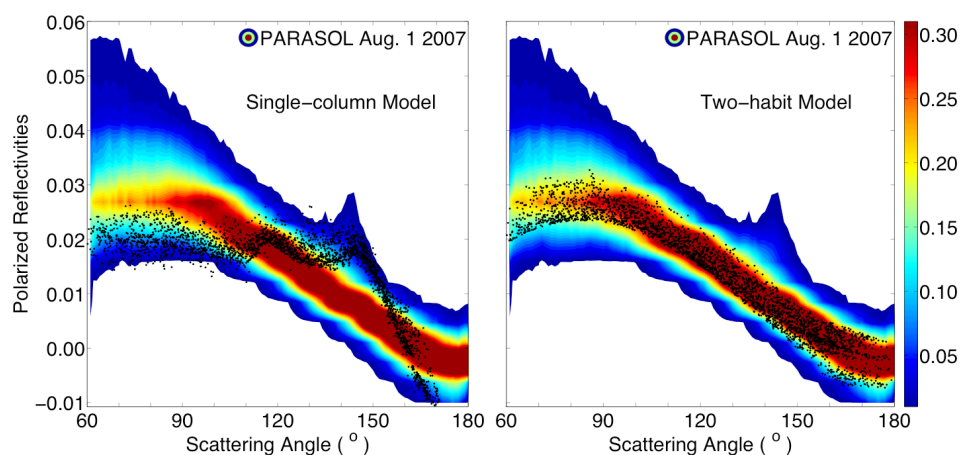 PARASOL Aug. 1 2007
Single−column Model
Polarized Reflectivities
0.06
0.05
0.04
0.03
0.02
0.01
0.00
−0.01
60 90 120 150 180
Scattering Angle ( o )
PARASOL Aug. 1 2007
Two−habit Model
60 90 120 150 180
Scattering Angle ( o )
0.30
0.25
0.20
0.15
0.10
0.05